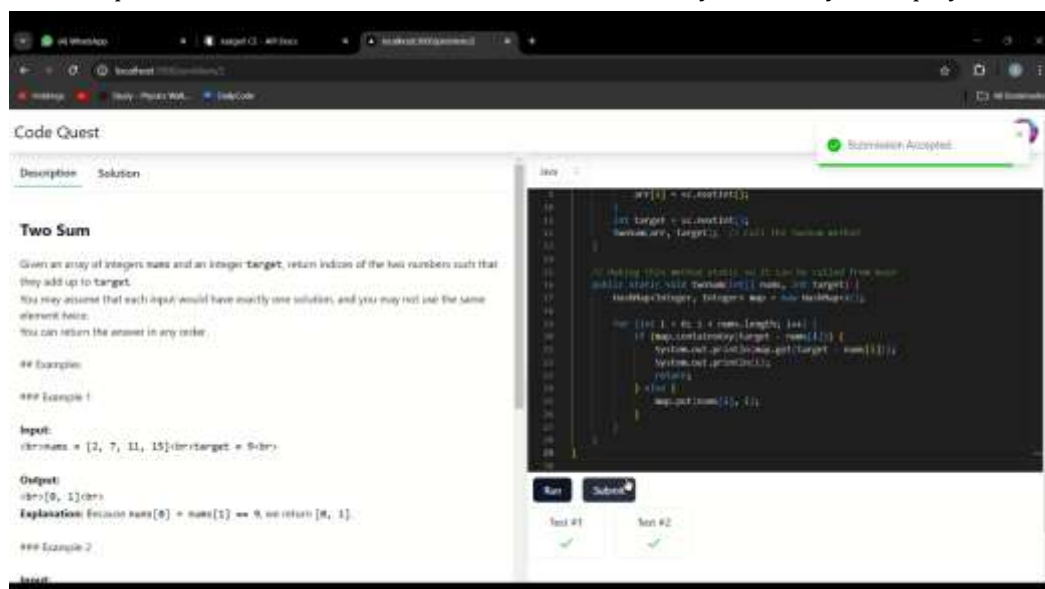 WhatsApp
localhost
Code Quest
Submission Accepted
Description Solution
Java
Two Sum
Given an array of integers nums and an integer target, return indices of the two numbers such that
they add up to target.
You may assume that each input would have exactly one solution, and you may not use the same
element twice.
You can return the answer in any order.
## Examples
### Example 1
Input:
<br>nums = [2, 7, 11, 15]<br>target = 9<br>
Output:
<br>[0, 1]<br>
Explanation: Because nums[0] + nums[1] == 9, we return [0, 1].
### Example 2
Input:
arr[i] = sc.nextInt();
}
int target = sc.nextInt();
twoSum(arr, target); // Call the twoSum method
}
// Making this method static so it can be called from main
public static void twoSum(int[] nums, int target) {
HashMap<Integer, Integer> map = new HashMap<>();
for (int i = 0; i < nums.length; i++) {
if (map.containsKey(target - nums[i])) {
System.out.println(map.get(target - nums[i]));
System.out.println(i);
return;
} else {
map.put(nums[i], i);
}
}
}
}
Run Submit
Test #1 Test #2